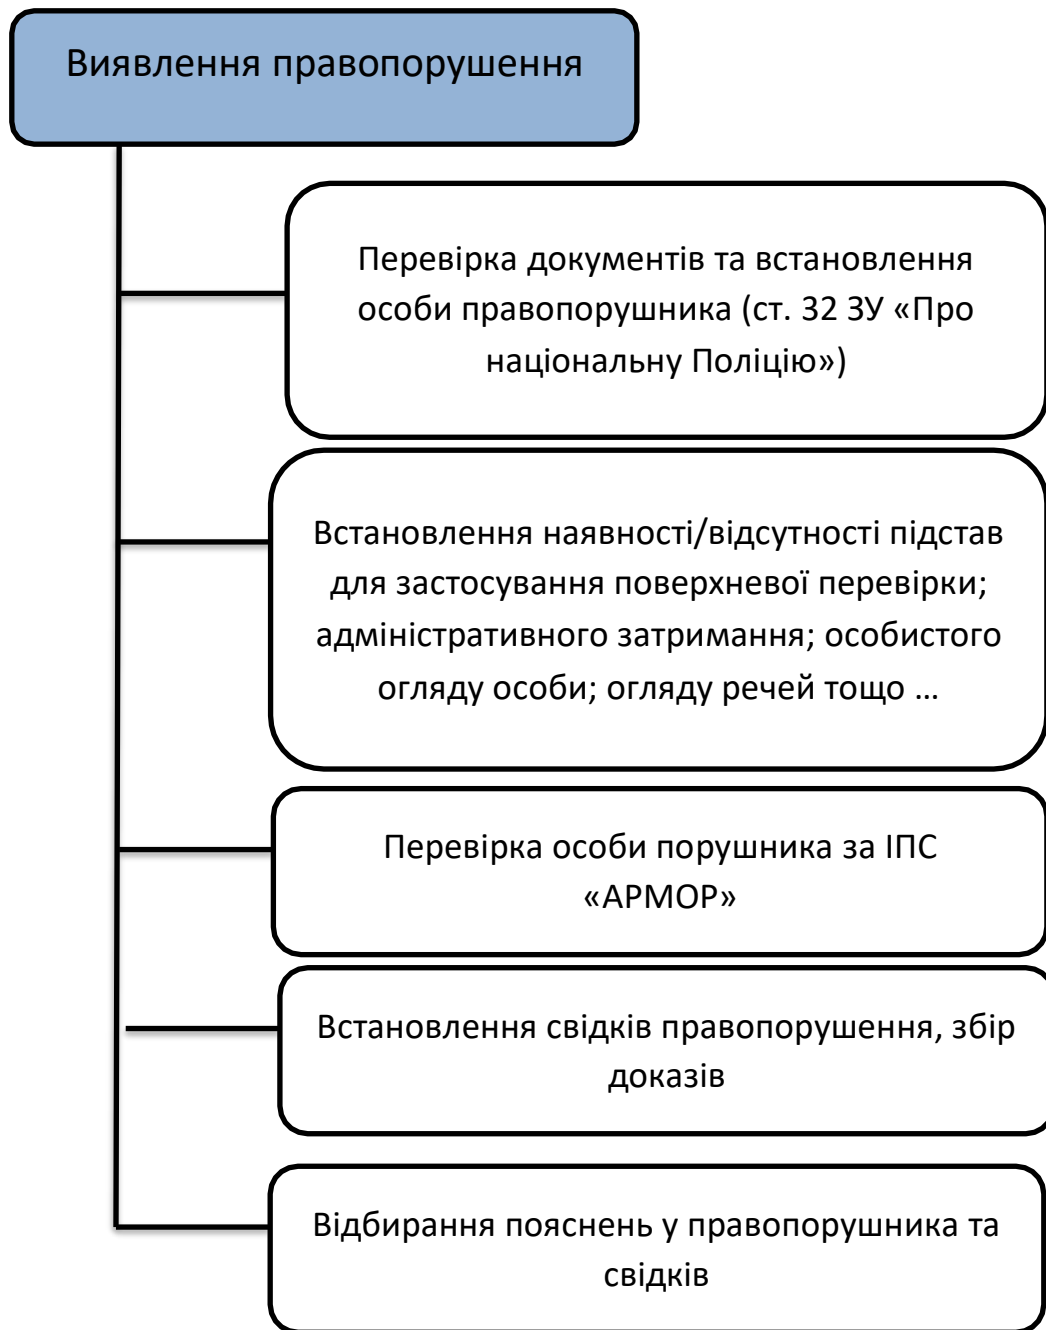 Виявлення правопорушення
Перевірка документів та встановлення
особи правопорушника (ст. 32 ЗУ «Про
національну Поліцію»)
Встановлення наявності/відсутності підстав
для застосування поверхневої перевірки;
адміністративного затримання; особистого
огляду особи; огляду речей тощо ...
Перевірка особи порушника за ІПС
«АРМОР»
Встановлення свідків правопорушення, збір
доказів
Відбирання пояснень у правопорушника та
свідків